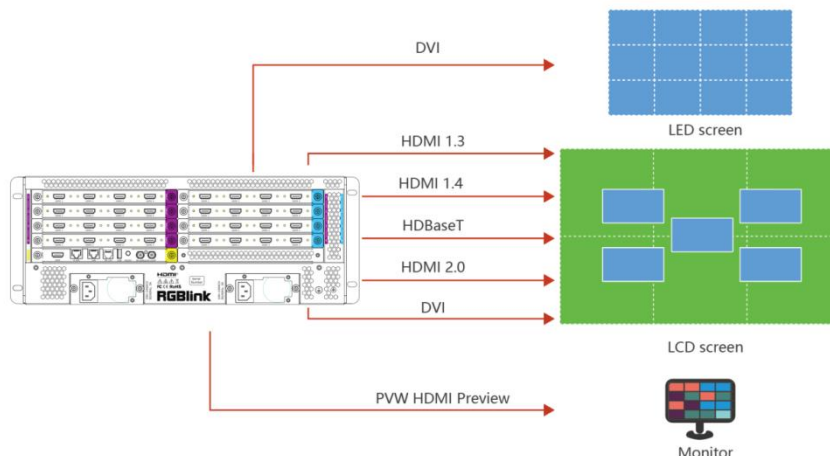 DVI
LED screen
HDMI 1.3
HDMI 1.4
HDBaseT
HDMI 2.0
DVI
LCD screen
HDMI
RGBlink
PVW HDMI Preview
Monitor